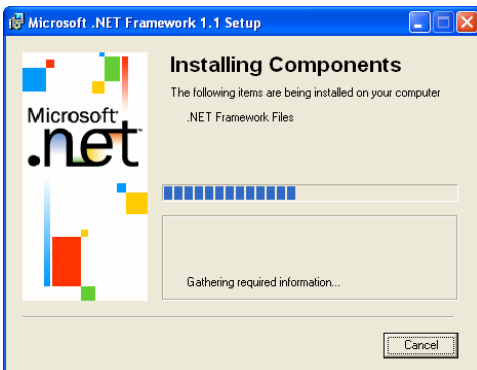 Microsoft .NET Framework 1.1 Setup
Microsoft
.net
Installing Components
The following items are being installed on your computer
.NET Framework Files
Gathering required information...
Cancel